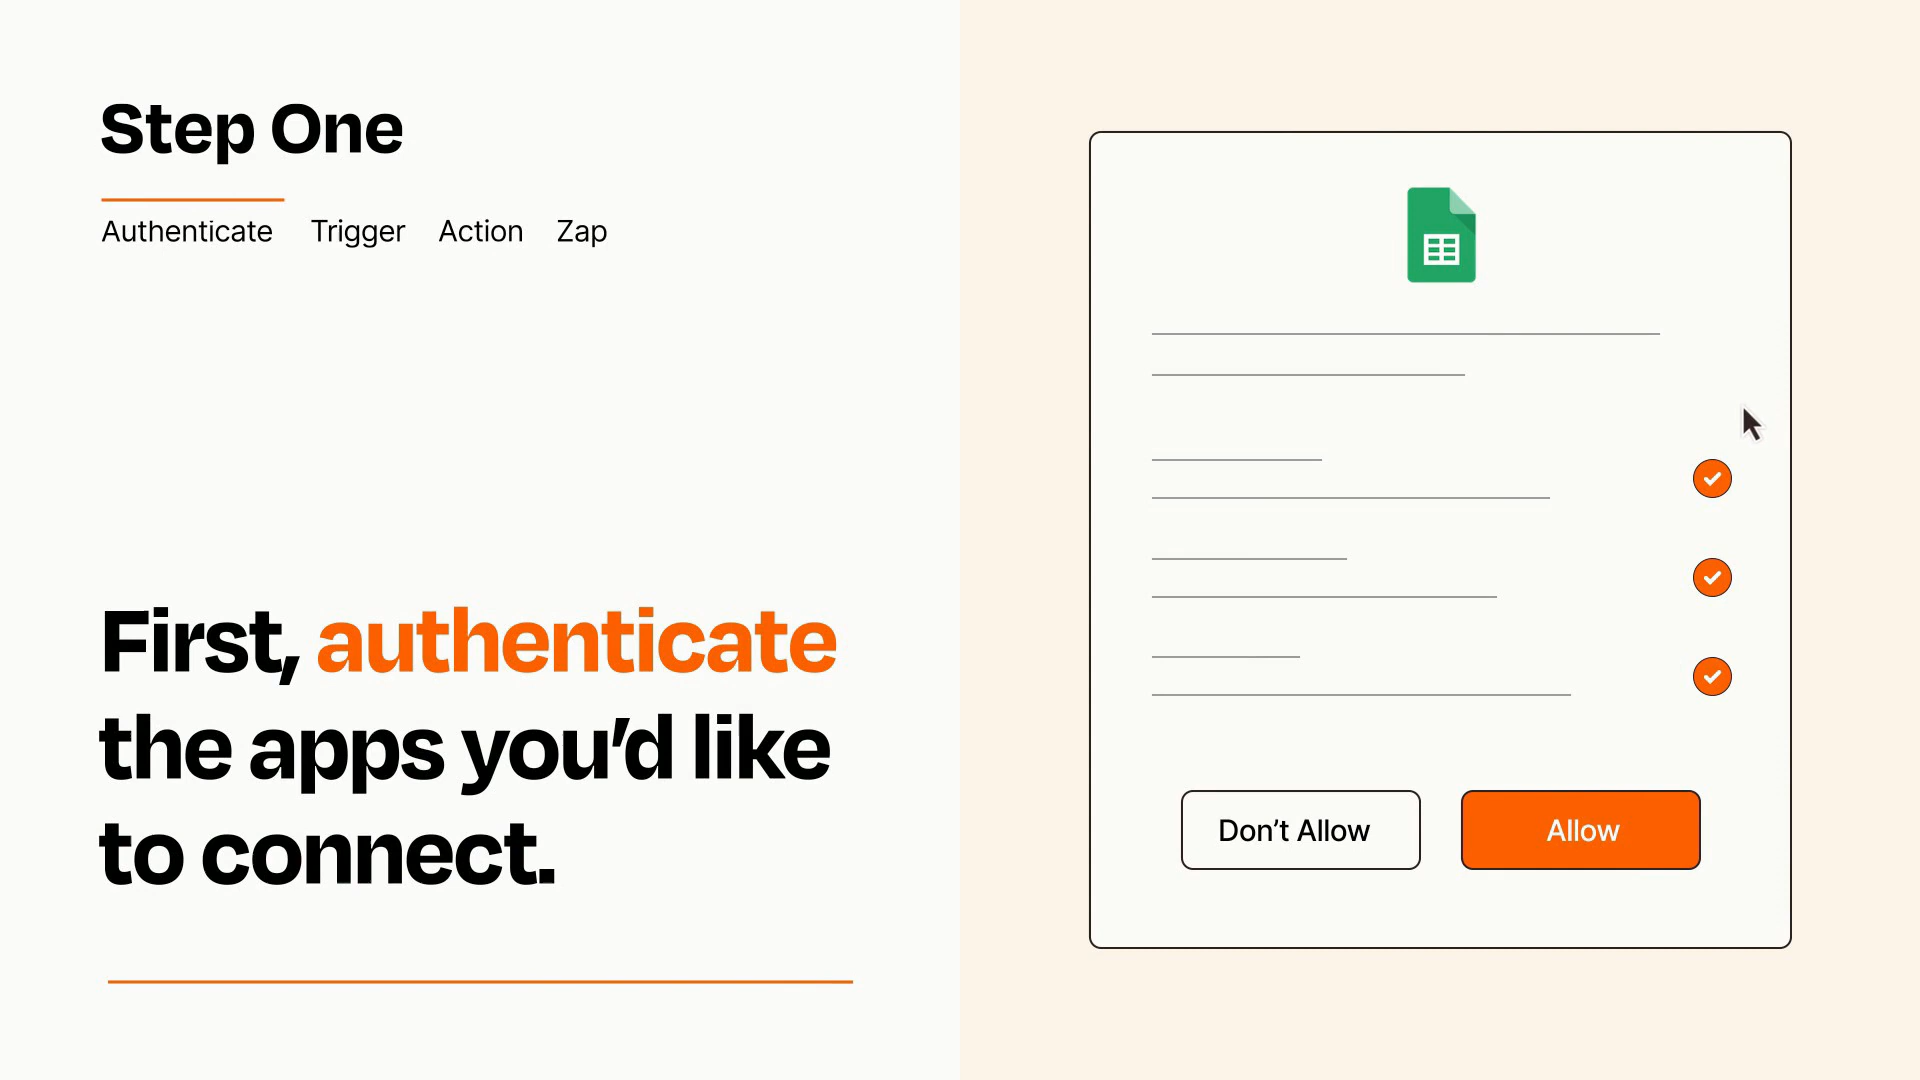 Step One
Authenticate Trigger Action Zap
First, authenticate
the apps you’d like
to connect.
Don’t Allow
Allow